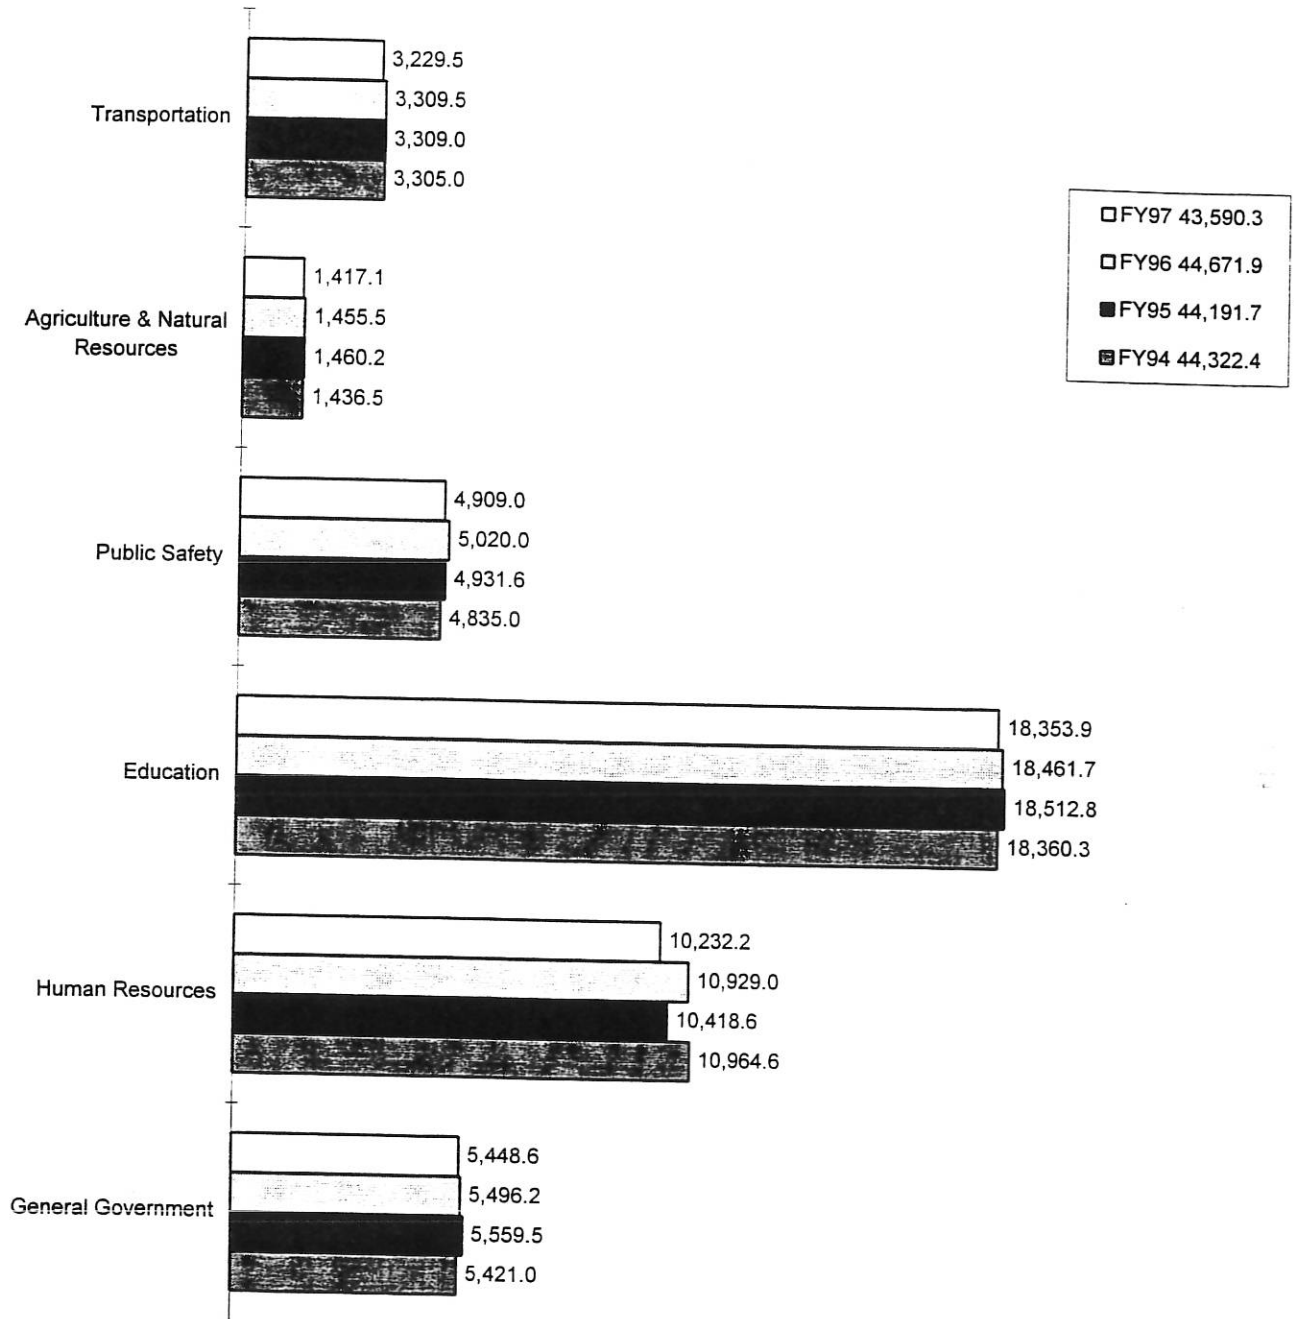 3,229.5
3,309.5
Transportation
3,309.0
3,305.0
FY97 43,590.3
FY96 44,671.9
FY95 44,191.7
FY94 44,322.4
1,417.1
Agriculture & Natural
1,455.5
Resources
1,460.2
1,436.5
4,909.0
5,020.0
Public Safety
4,931.6
4,835.0
18,353.9
Education
18,461.7
18,512.8
18,360.3
10,232.2
Human Resources
10,929.0
10,418.6
10,964.6
5,448.6
General Government
5,496.2
5,559.5
5,421.0